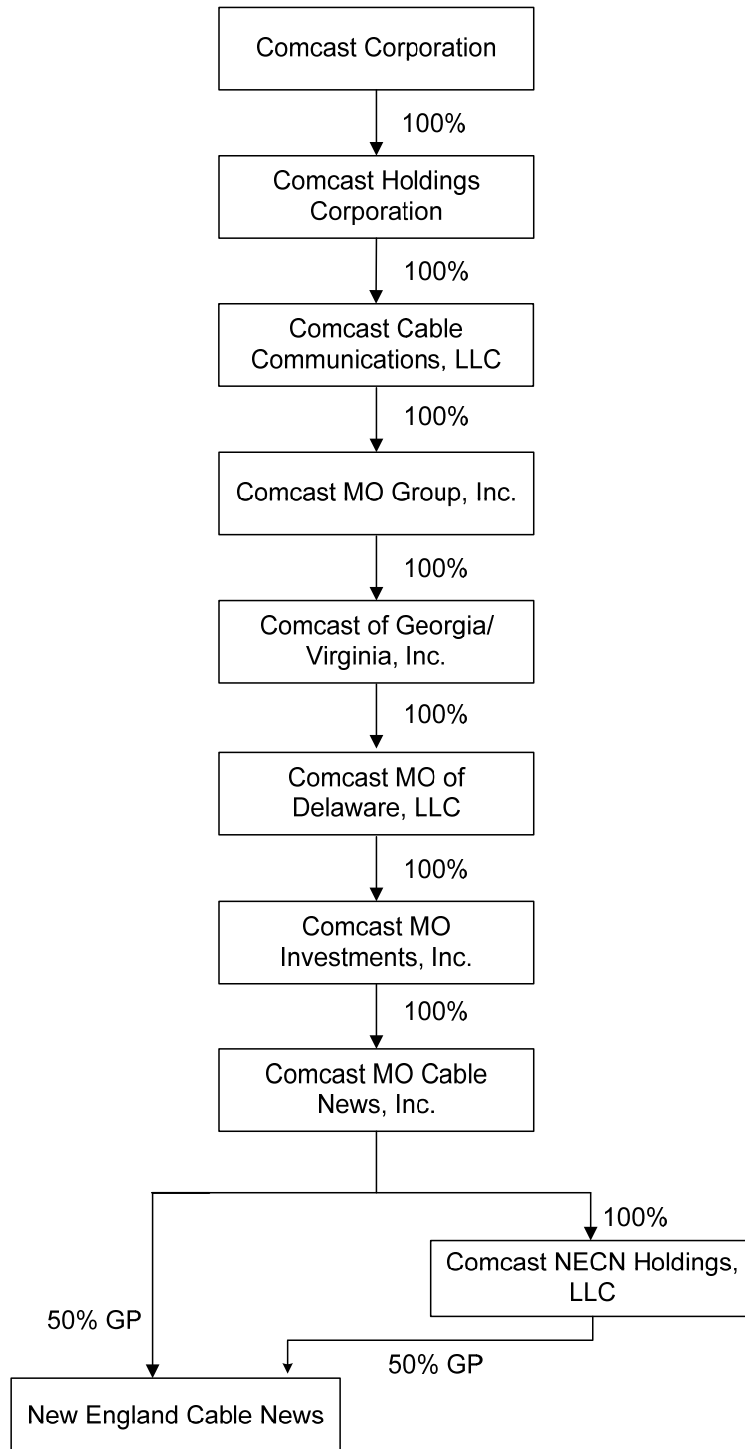 Comcast Corporation
100%
Comcast Holdings
Corporation
100%
Comcast Cable
Communications, LLC
100%
Comcast MO Group, Inc.
100%
Comcast of Georgia/
Virginia, Inc.
100%
Comcast MO of
Delaware, LLC
100%
Comcast MO
Investments, Inc.
100%
Comcast MO Cable
News, Inc.
100%
Comcast NECN Holdings,
LLC
50% GP
50% GP
New England Cable News